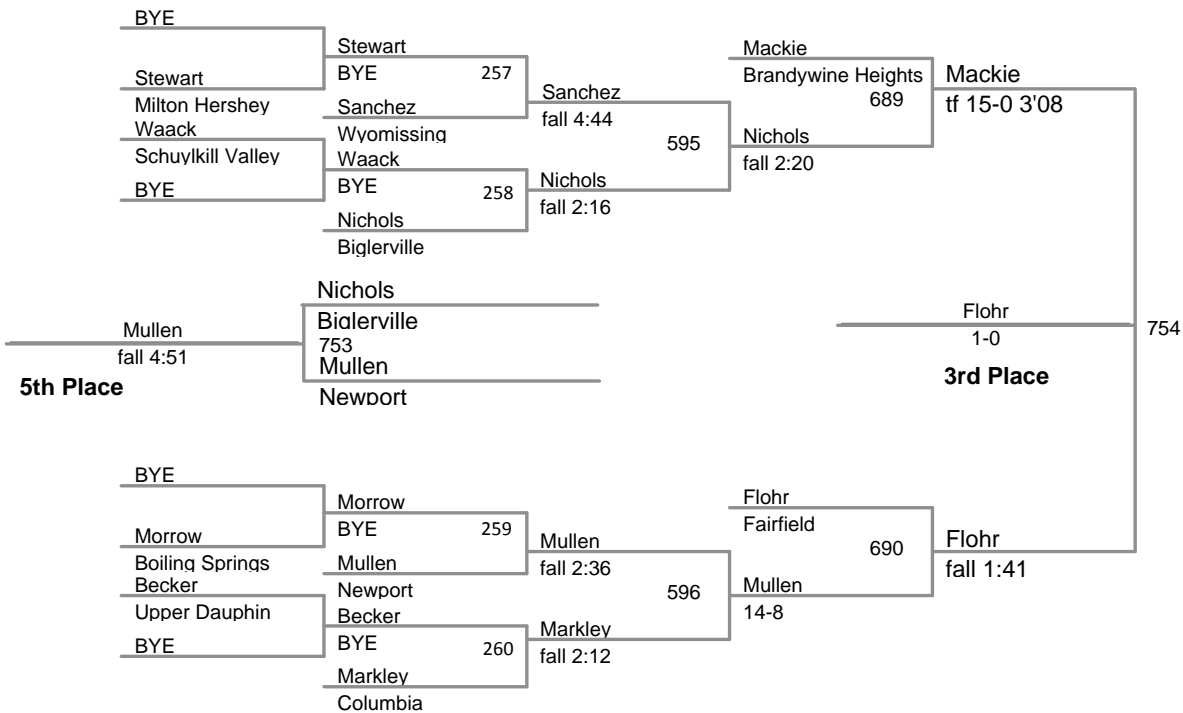 BYE
Stewart
Milton Hershey
Waack
Schuylkill Valley
BYE
Stewart
BYE
257
Sanchez
Wyomissing
Waack
BYE
258
Nichols
Biglerville
Sanchez
fall 4:44
595
Nichols
fall 2:16
Mackie
Brandywine Heights
689
Nichols
fall 2:20
Mackie
tf 15-0 3'08
Nichols
Biglerville
753
Mullen
Newport
Mullen
fall 4:51
5th Place
Flohr
1-0
3rd Place
754
BYE
Morrow
Boiling Springs
Becker
Upper Dauphin
BYE
Morrow
BYE
259
Mullen
Newport
Becker
BYE
260
Markley
Columbia
Mullen
fall 2:36
596
Markley
fall 2:12
Flohr
Fairfield
690
Mullen
14-8
Flohr
fall 1:41